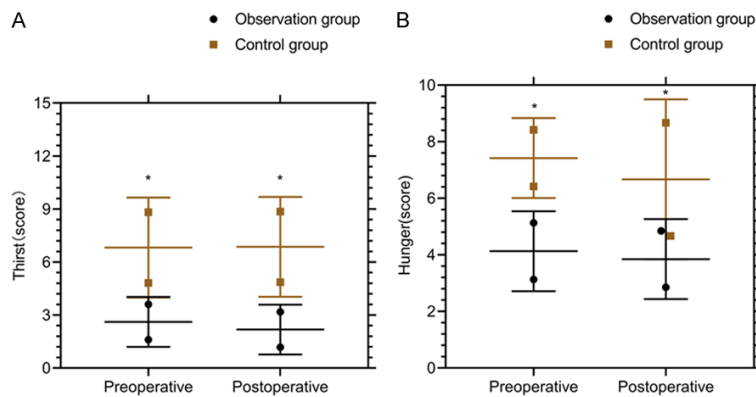 A
Observation group
Control group
*
*
15
12
9
6
3
0
Thirst(score)
Preoperative
Postoperative
B
Observation group
Control group
*
*
10
8
6
4
2
0
Hunger(score)
Preoperative
Postoperative